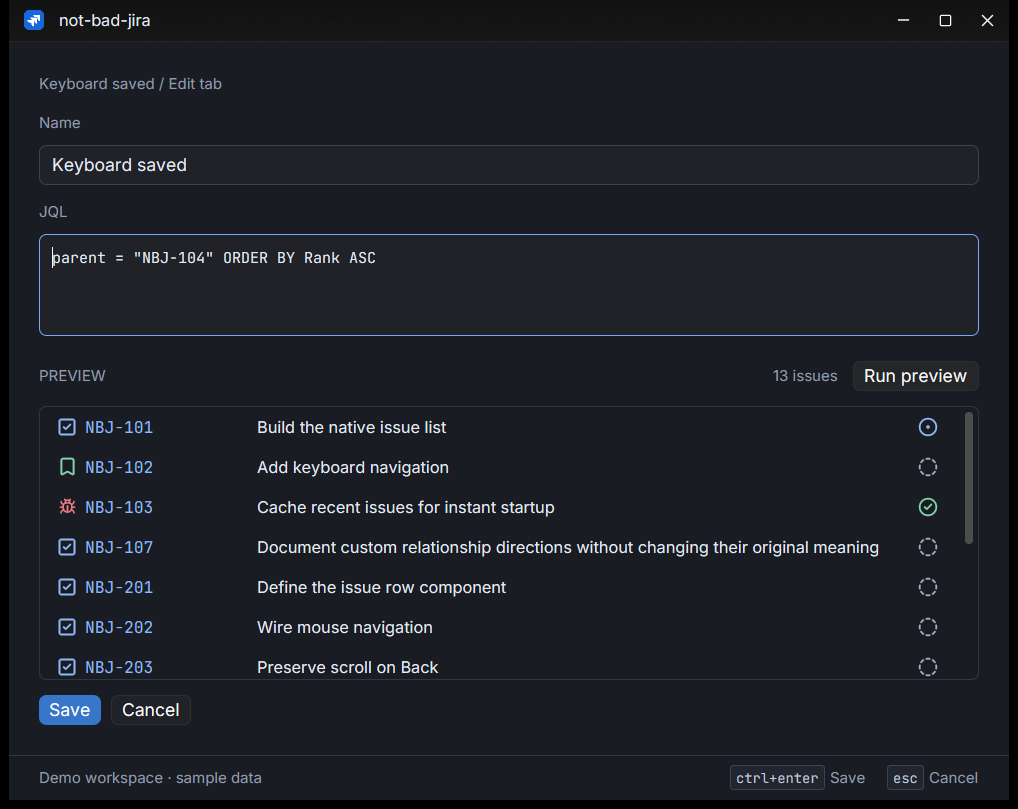 not-bad-jira
Keyboard saved / Edit tab
Name
Keyboard saved
JQL
parent = "NBJ-104" ORDER BY Rank ASC
PREVIEW 13 issues Run preview
NBJ-101 Build the native issue list
NBJ-102 Add keyboard navigation
NBJ-103 Cache recent issues for instant startup
NBJ-107 Document custom relationship directions without changing their original meaning
NBJ-201 Define the issue row component
NBJ-202 Wire mouse navigation
NBJ-203 Preserve scroll on Back
Save Cancel
Demo workspace · sample data ctrl+enter Save esc Cancel